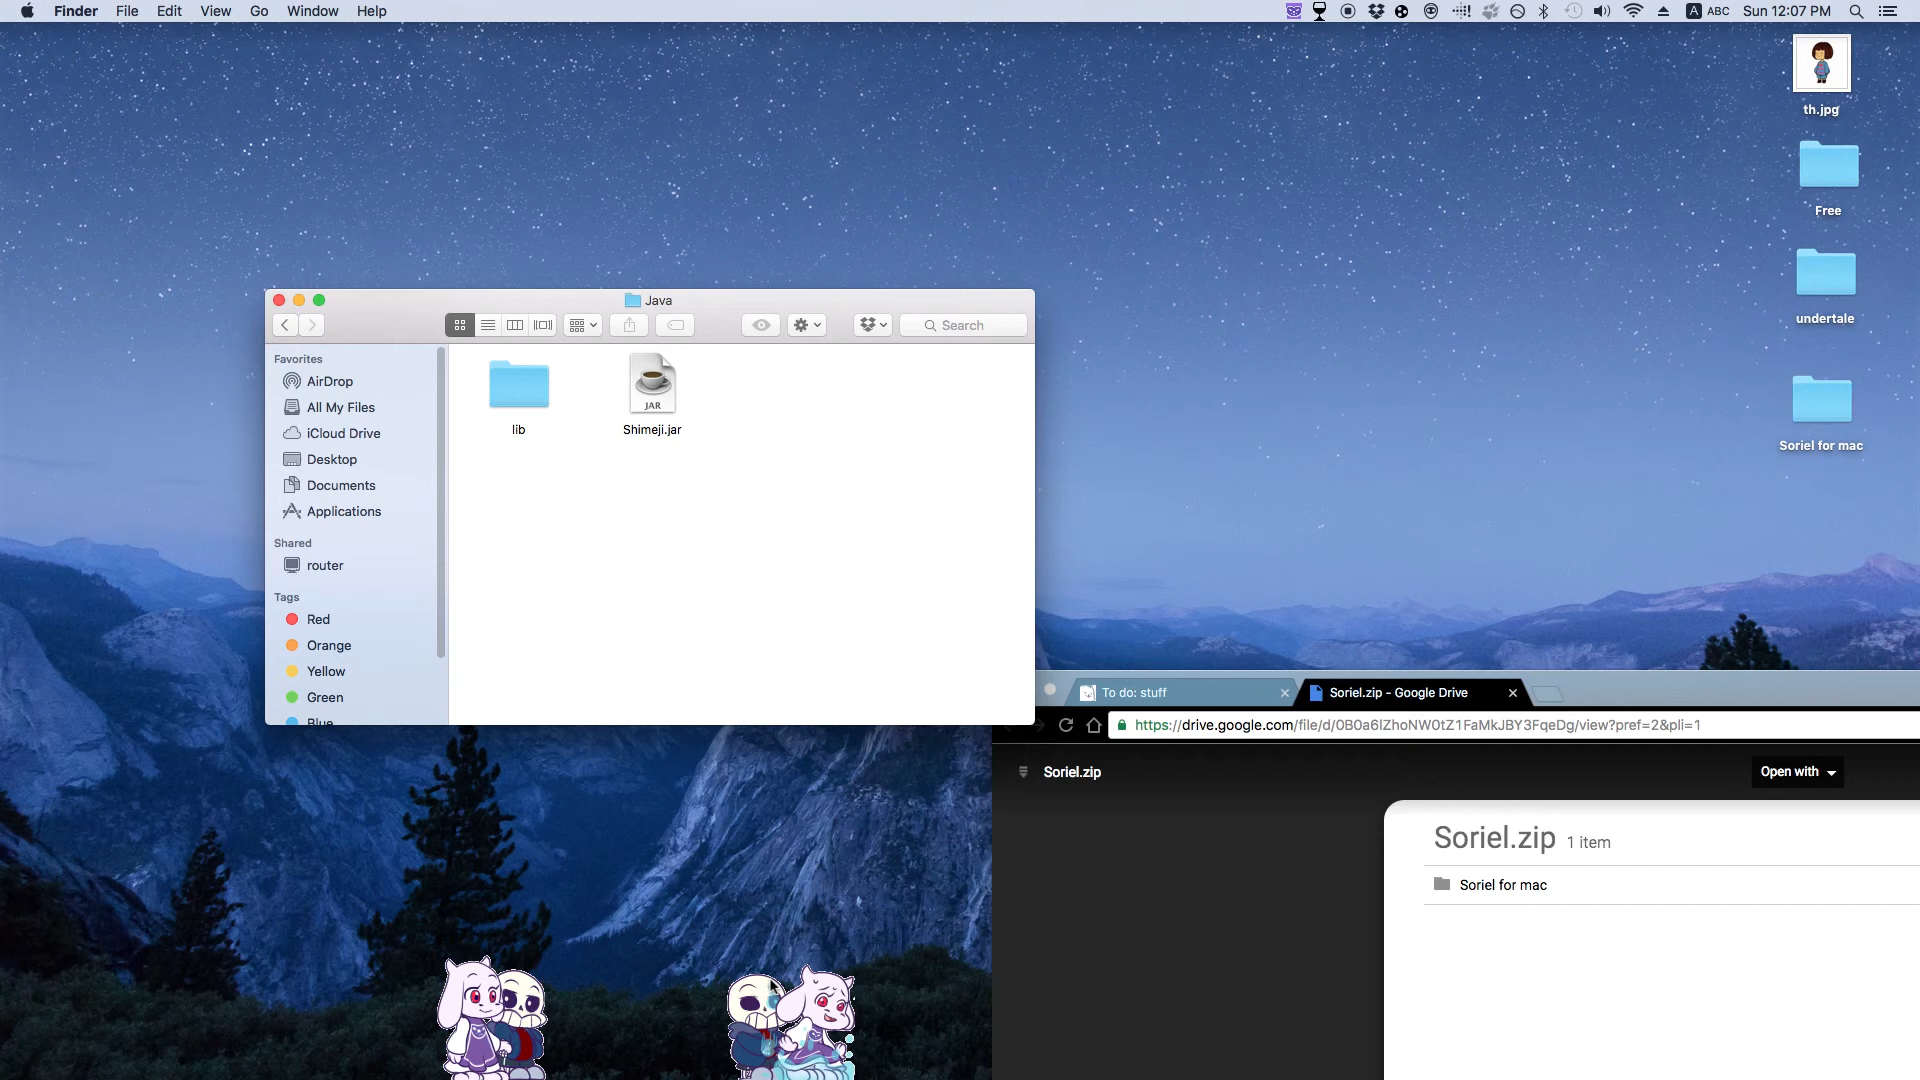 Finder File Edit View Go Window Help A ABC Sun 12:07 PM
th.jpg
Free
undertale
Soriel for mac
Java
Search
Favorites
AirDrop
All My Files
iCloud Drive
Desktop
Documents
Applications
Shared
router
Tags
Red
Orange
Yellow
Green
Blue
lib
JAR
Shimeji.jar
To do: stuff
Soriel.zip - Google Drive
https://drive.google.com/file/d/0B0a6lZhoNW0tZ1FaMkJBY3FqeDg/view?pref=2&pli=1
Soriel.zip
Open with
Soriel.zip 1 item
Soriel for mac